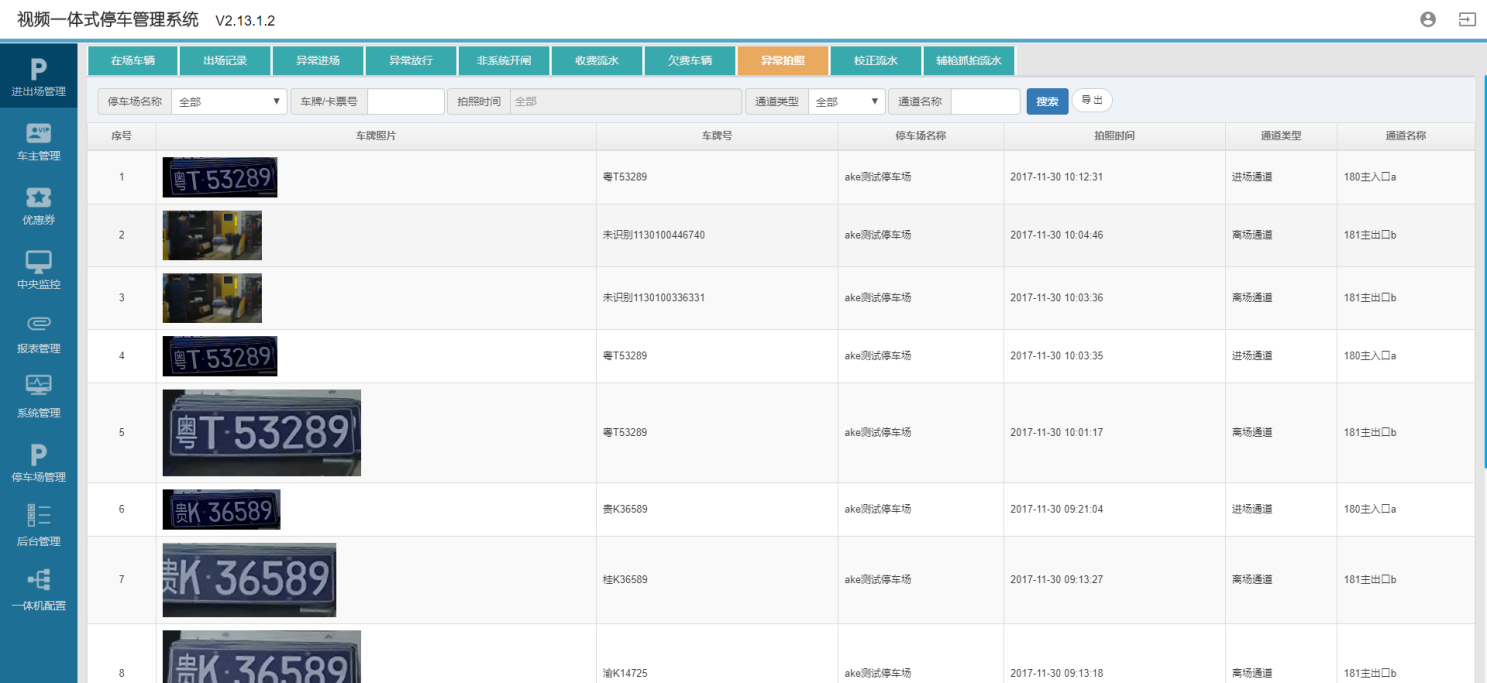 视频一体式停车管理系统 V2.13.1.2
进出场管理
车主管理
优惠券
中央监控
报表管理
系统管理
停车场管理
后台管理
一体机配置
在场车辆 出场记录 异常进场 异常放行 非系统开闸 收费流水 欠费车辆 异常拍照 校正流水 辅枪抓拍流水
停车场名称 全部 车牌/卡票号 拍照时间 全部 通道类型 全部 通道名称 搜索 导出
序号 车牌照片 车牌号 停车场名称 拍照时间 通道类型 通道名称
1 粤T·53289 粤T53289 ake测试停车场 2017-11-30 10:12:31 进场通道 180主入口a
2 未识别1130100446740 ake测试停车场 2017-11-30 10:04:46 离场通道 181主出口b
3 未识别1130100336331 ake测试停车场 2017-11-30 10:03:36 离场通道 181主出口b
4 粤T·53289 粤T53289 ake测试停车场 2017-11-30 10:03:35 进场通道 180主入口a
5 粤T·53289 粤T53289 ake测试停车场 2017-11-30 10:01:17 离场通道 181主出口b
6 贵K·36589 贵K36589 ake测试停车场 2017-11-30 09:21:04 进场通道 180主入口a
7 贵K·36589 桂K36589 ake测试停车场 2017-11-30 09:13:27 离场通道 181主出口b
8 贵K·36589 渝K14725 ake测试停车场 2017-11-30 09:13:18 离场通道 181主出口b